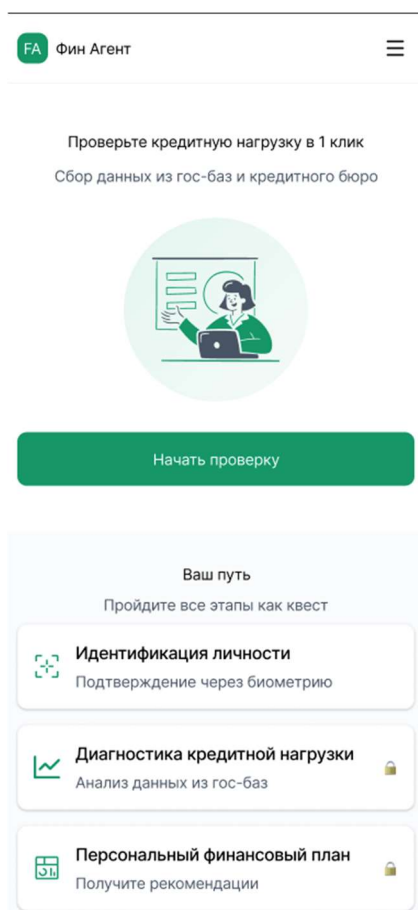 FA Фин Агент
Проверьте кредитную нагрузку в 1 клик
Сбор данных из гос-баз и кредитного бюро
Начать проверку
Ваш путь
Пройдите все этапы как квест
Идентификация личности
Подтверждение через биометрию
Диагностика кредитной нагрузки
Анализ данных из гос-баз
Персональный финансовый план
Получите рекомендации